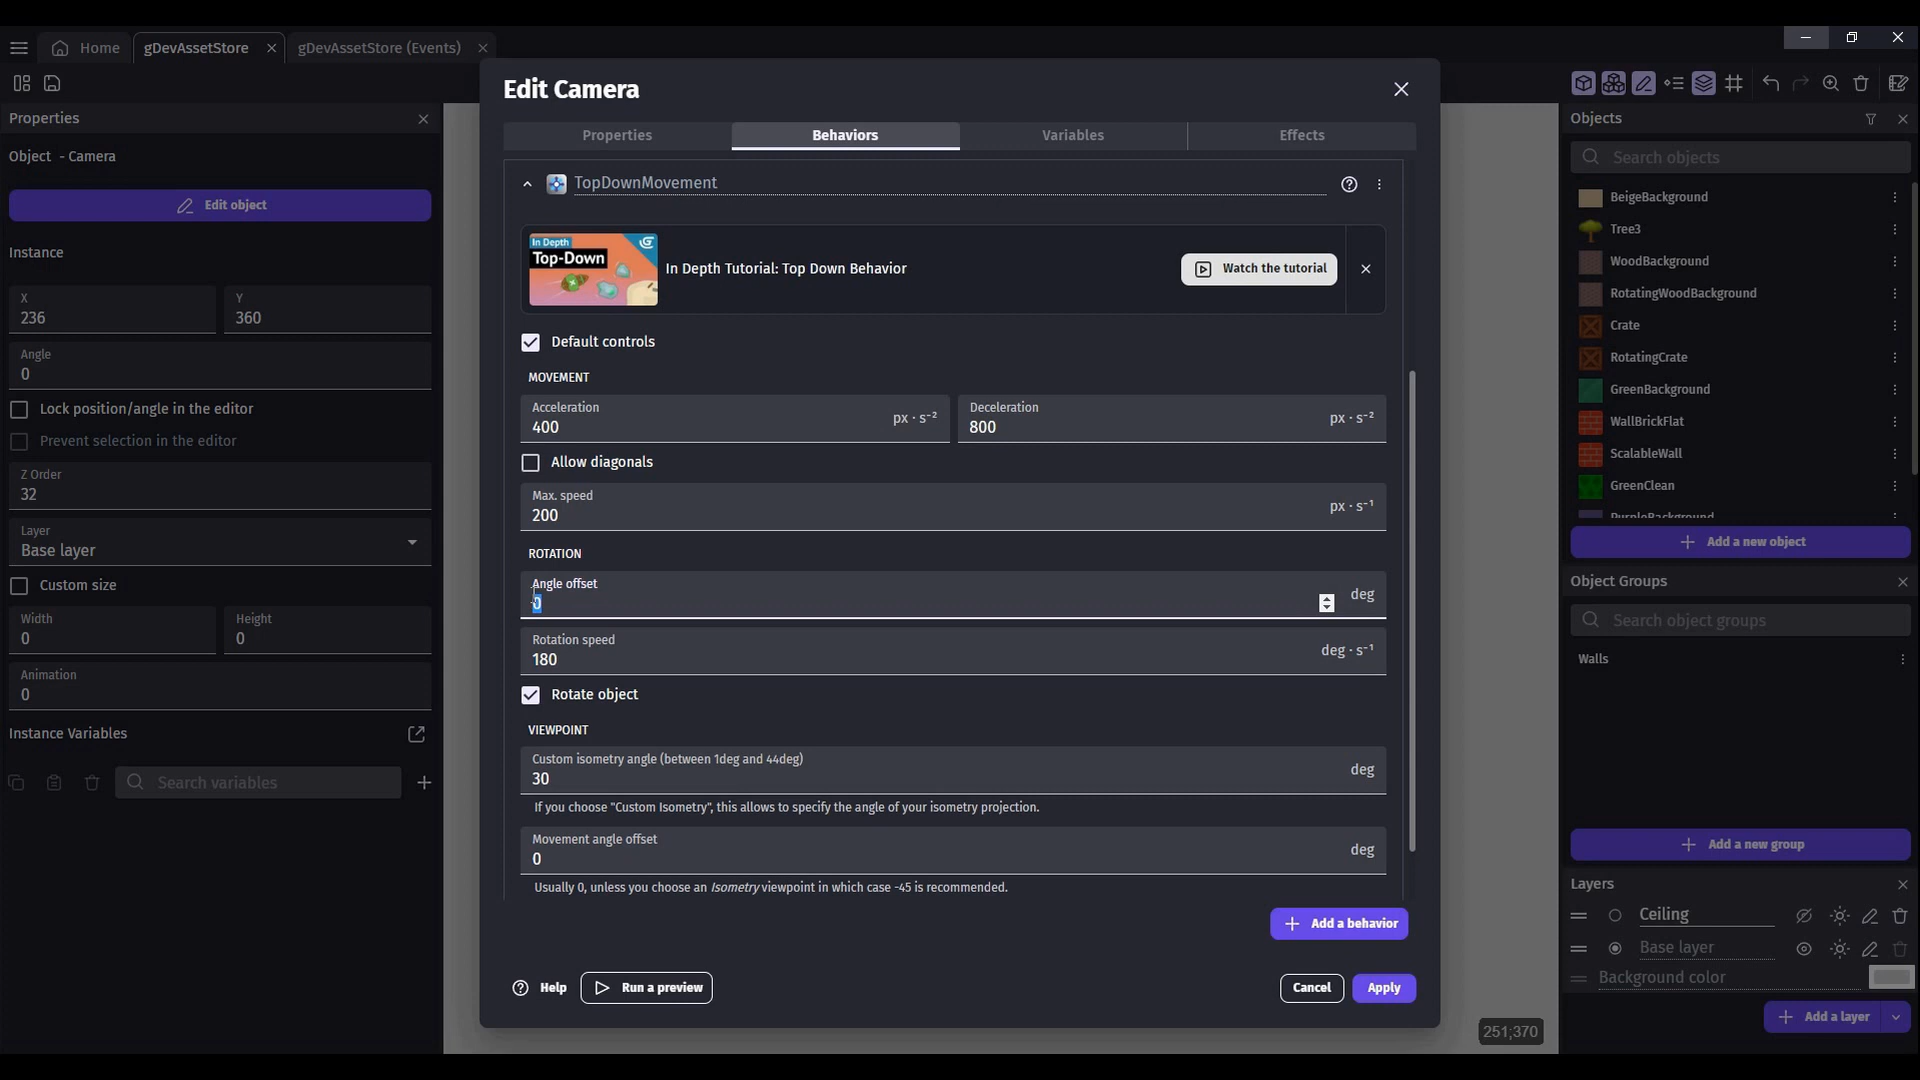 Home
gDevAssetStore
gDevAssetStore (Events)
Properties
Object - Camera
Edit object
Instance
X
236
Y
360
Angle
0
Lock position/angle in the editor
Prevent selection in the editor
Z Order
32
Layer
Base layer
Custom size
Width
0
Height
0
Animation
0
Instance Variables
Search variables
Edit Camera
Properties
Behaviors
Variables
Effects
TopDownMovement
In Depth
Top-Down
In Depth Tutorial: Top Down Behavior
Watch the tutorial
Default controls
MOVEMENT
Acceleration
400
px · s⁻²
Deceleration
800
px · s⁻²
Allow diagonals
Max. speed
200
px · s⁻¹
ROTATION
Angle offset
0
deg
Rotation speed
180
deg · s⁻¹
Rotate object
VIEWPOINT
Custom isometry angle (between 1deg and 44deg)
30
deg
If you choose "Custom Isometry", this allows to specify the angle of your isometry projection.
Movement angle offset
0
deg
Usually 0, unless you choose an Isometry viewpoint in which case -45 is recommended.
Add a behavior
Help
Run a preview
Cancel
Apply
251;370
Objects
Search objects
BeigeBackground
Tree3
WoodBackground
RotatingWoodBackground
Crate
RotatingCrate
GreenBackground
WallBrickFlat
ScalableWall
GreenClean
PurpleBackground
Add a new object
Object Groups
Search object groups
Walls
Add a new group
Layers
Ceiling
Base layer
Background color
Add a layer